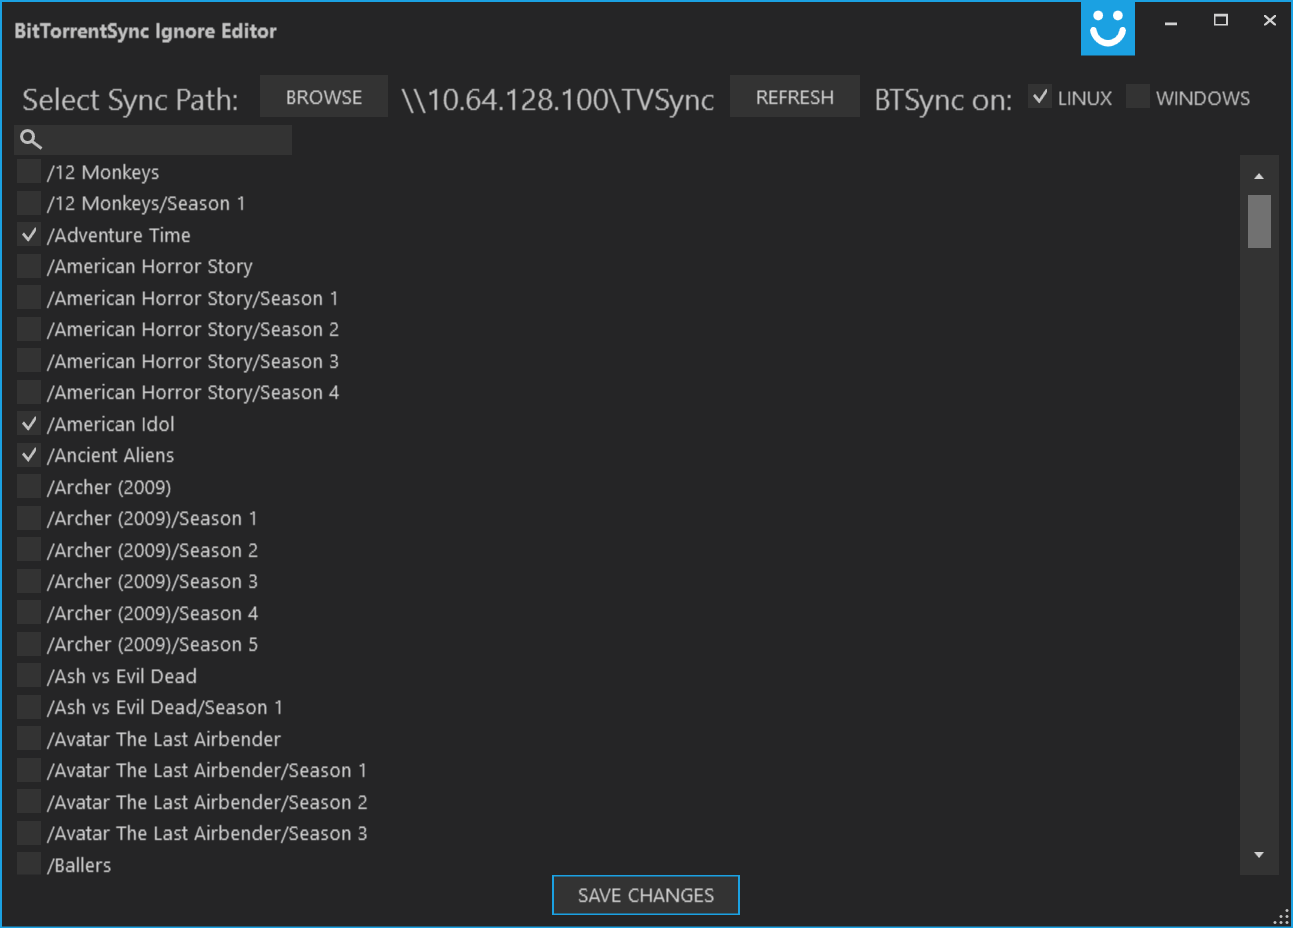 BitTorrentSync Ignore Editor
Select Sync Path: BROWSE \\10.64.128.100\TVSync REFRESH BTSync on: LINUX WINDOWS
/12 Monkeys
/12 Monkeys/Season 1
/Adventure Time
/American Horror Story
/American Horror Story/Season 1
/American Horror Story/Season 2
/American Horror Story/Season 3
/American Horror Story/Season 4
/American Idol
/Ancient Aliens
/Archer (2009)
/Archer (2009)/Season 1
/Archer (2009)/Season 2
/Archer (2009)/Season 3
/Archer (2009)/Season 4
/Archer (2009)/Season 5
/Ash vs Evil Dead
/Ash vs Evil Dead/Season 1
/Avatar The Last Airbender
/Avatar The Last Airbender/Season 1
/Avatar The Last Airbender/Season 2
/Avatar The Last Airbender/Season 3
/Ballers
SAVE CHANGES